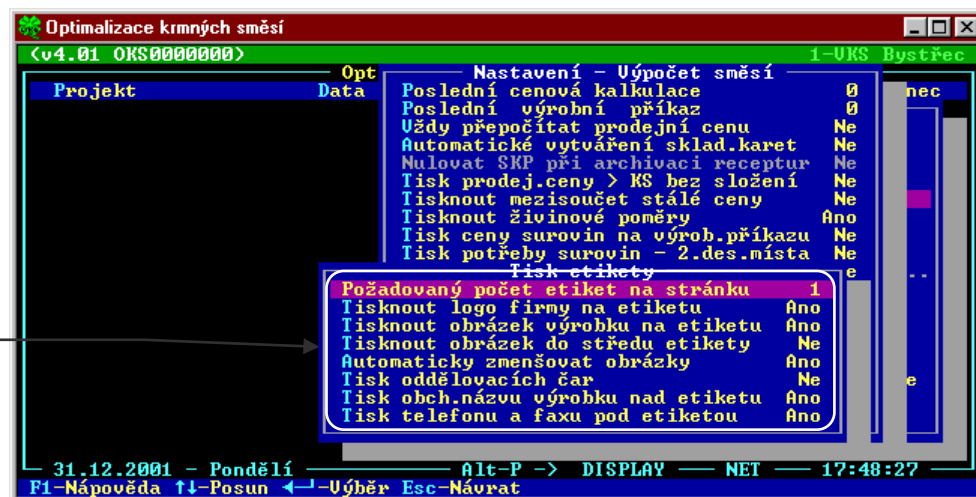 Optimalizace krmných směsí
(v4.01 OKS0000000) 1-VKS Bystřec
Opt
Projekt Data nec
Nastavení - Výpočet směsí
Poslední cenová kalkulace 0
Poslední výrobní příkaz 0
Vždy přepočítat prodejní cenu Ne
Automatické vytváření sklad.karet Ne
Nulovat SKP při archivaci receptur Ne
Tisk prodej.ceny > KS bez složení Ne
Tisknout mezisoučet stálé ceny Ne
Tisknout živinové poměry Ano
Tisk ceny surovin na výrob.příkazu Ne
Tisk potřeby surovin - 2.des.místa Ne
e ..
Tisk etikety
Požadovaný počet etiket na stránku 1
Tisknout logo firmy na etiketu Ano
Tisknout obrázek výrobku na etiketu Ano
Tisknout obrázek do středu etikety Ne
Automaticky zmenšovat obrázky Ano
Tisk oddělovacích čar Ne e
Tisk obch.názvu výrobku nad etiketu Ano
Tisk telefonu a faxu pod etiketou Ano
31.12.2001 - Pondělí Alt-P -> DISPLAY NET 17:48:27
F1-Nápověda ↑↓-Posun ◄┘-Výběr Esc-Návrat